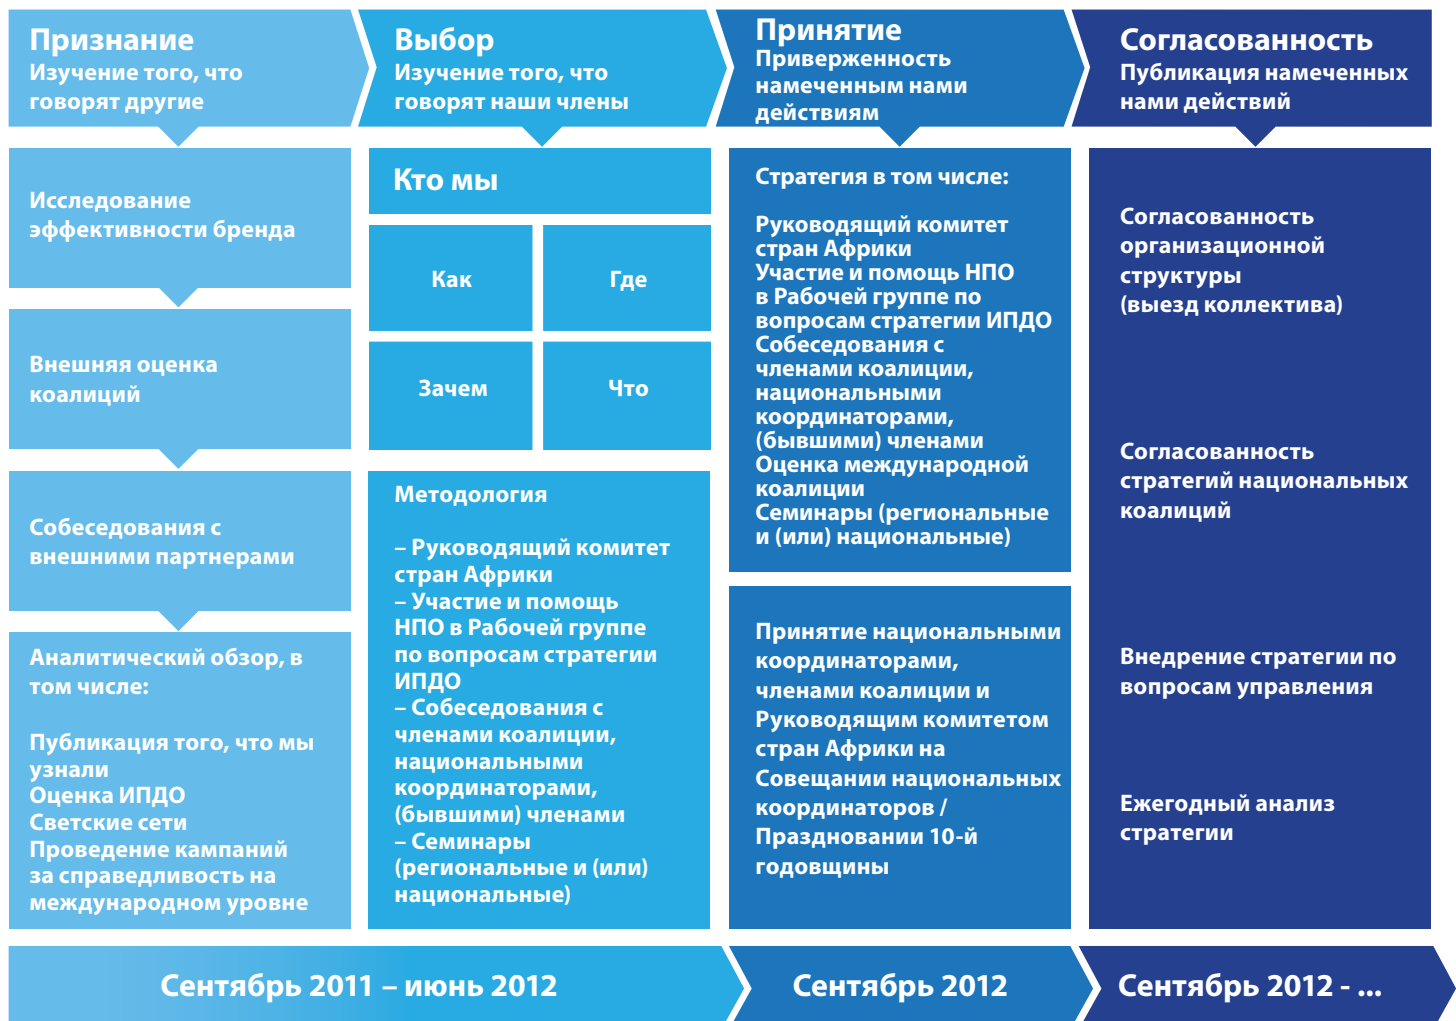 Признание
Изучение того, что
говорят другие
Исследование
эффективности бренда
Внешняя оценка
коалиций
Собеседования с
внешними партнерами
Аналитический обзор, в
том числе:
Публикация того, что мы
узнали
Оценка ИПДО
Светские сети
Проведение кампаний
за справедливость на
международном уровне
Выбор
Изучение того, что
говорят наши члены
Кто мы
Как
Где
Зачем
Что
Методология
– Руководящий комитет
стран Африки
– Участие и помощь
НПО в Рабочей группе
по вопросам стратегии
ИПДО
– Собеседования с
членами коалиции,
национальными
координаторами,
(бывшими) членами
– Семинары
(региональные и (или)
национальные)
Принятие
Приверженность
намеченным нами
действиям
Стратегия в том числе:
Руководящий комитет
стран Африки
Участие и помощь НПО
в Рабочей группе по
вопросам стратегии ИПДО
Собеседования с
членами коалиции,
национальными
координаторами,
(бывшими) членами
Оценка международной
коалиции
Семинары (региональные
и (или) национальные)
Принятие национальными
координаторами,
членами коалиции и
Руководящим комитетом
стран Африки на
Совещании национальных
координаторов /
Праздновании 10-й
годовщины
Согласованность
Публикация намеченных
нами действий
Согласованность
организационной
структуры
(выезд коллектива)
Согласованность
стратегий национальных
коалиций
Внедрение стратегии по
вопросам управления
Ежегодный анализ
стратегии
Сентябрь 2011 – июнь 2012
Сентябрь 2012
Сентябрь 2012 - ...